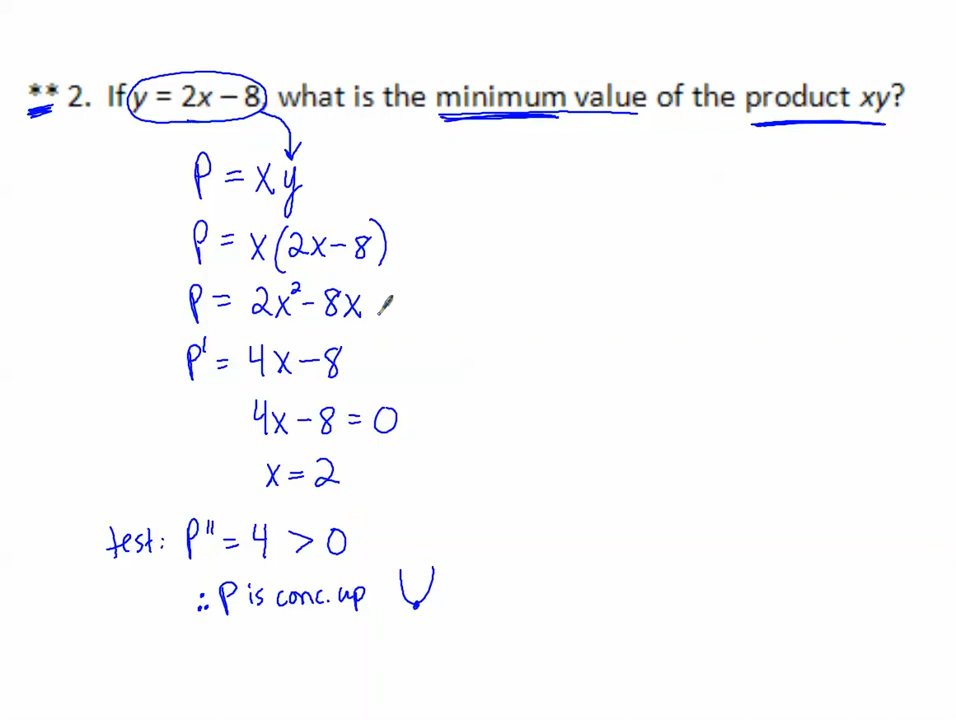 ** 2. If y = 2x – 8, what is the minimum value of the product xy?
P = xy
P = x(2x – 8)
P = 2x² – 8x
P' = 4x – 8
4x – 8 = 0
x = 2
test: P" = 4 > 0
∴ P is conc. up